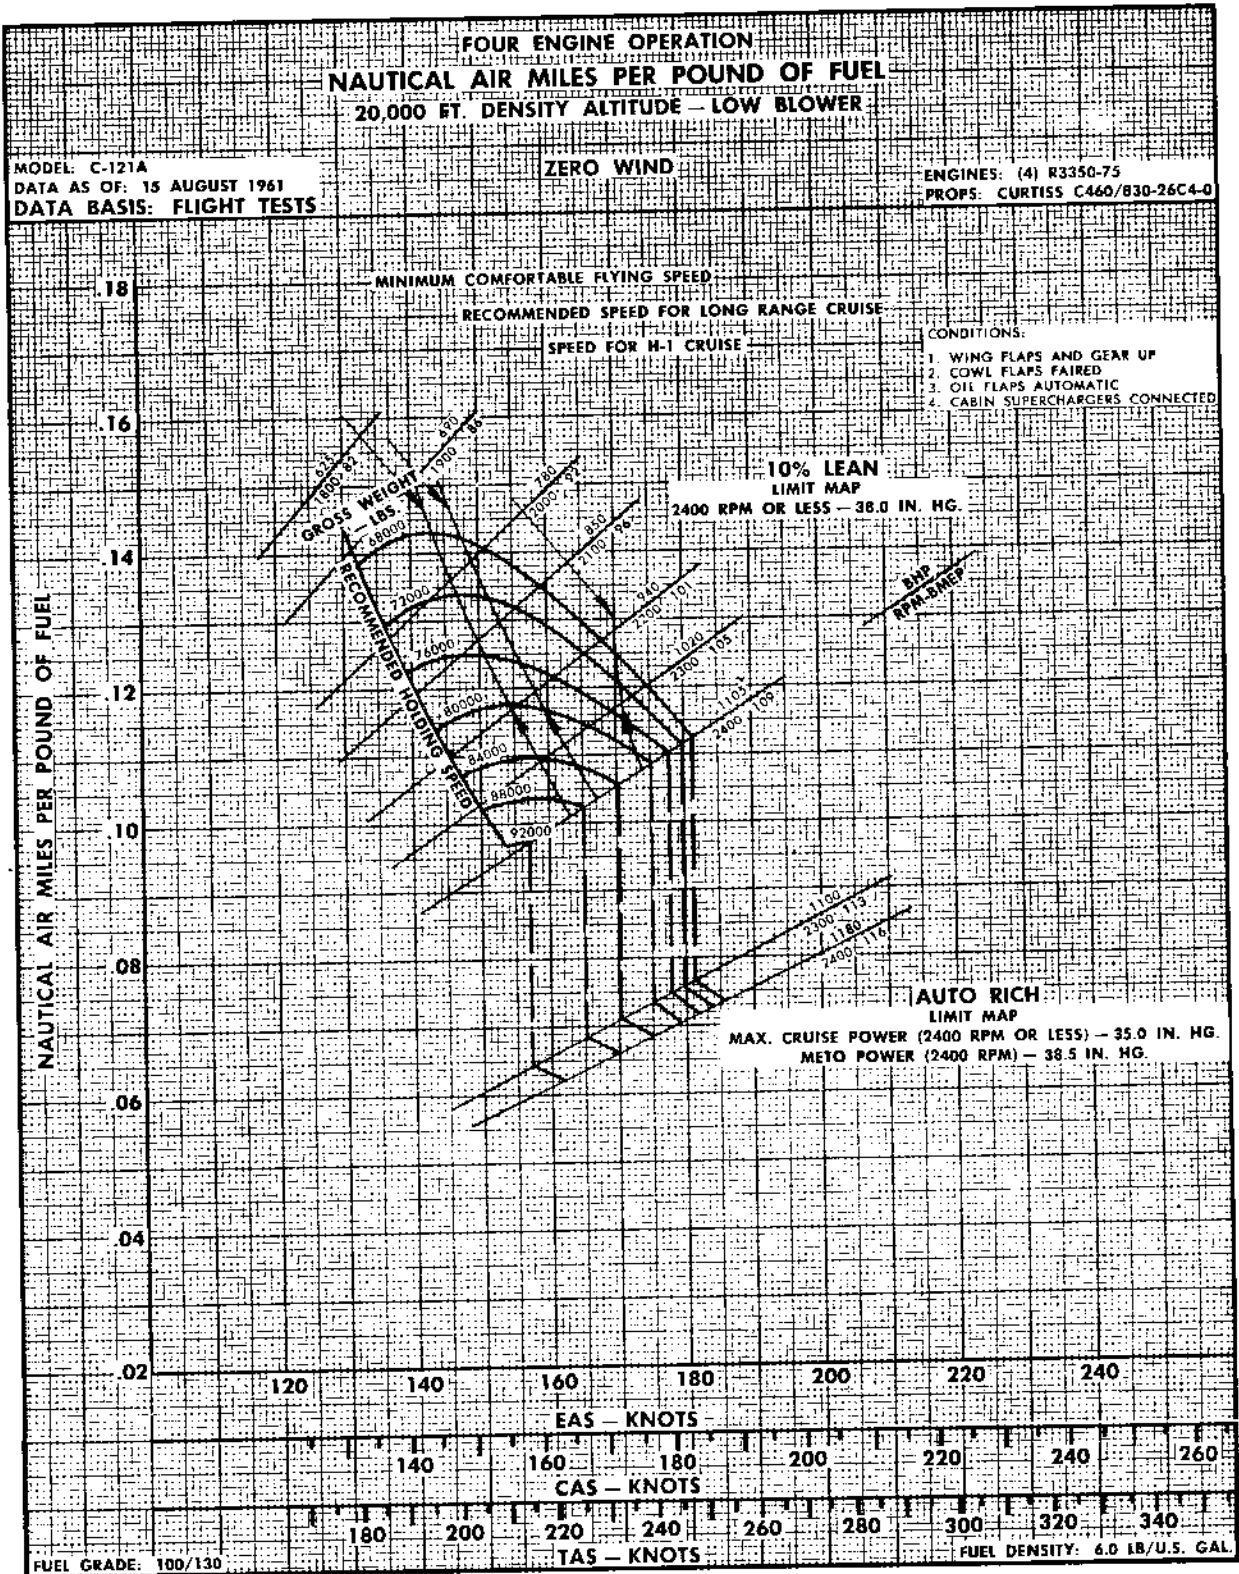 FOUR ENGINE OPERATION
NAUTICAL AIR MILES PER POUND OF FUEL
20,000 FT. DENSITY ALTITUDE — LOW BLOWER
ZERO WIND
MODEL: C-121A
DATA AS OF: 15 AUGUST 1961
DATA BASIS: FLIGHT TESTS
ENGINES: (4) R3350-75
PROPS: CURTISS C460/830-26C4-0
MINIMUM COMFORTABLE FLYING SPEED
RECOMMENDED SPEED FOR LONG RANGE CRUISE
SPEED FOR H-1 CRUISE
CONDITIONS:
1. WING FLAPS AND GEAR UP
2. COWL FLAPS FAIRED
3. OIL FLAPS AUTOMATIC
4. CABIN SUPERCHARGERS CONNECTED
10% LEAN
LIMIT MAP
2400 RPM OR LESS — 38.0 IN. HG.
BHP
RPM-BMEP
625
1800 - 82
690
1900 - 86
780
2000 - 92
850
2100 - 96
940
2200 - 101
1020
2300 - 105
1105
2400 - 109
GROSS WEIGHT
— LBS.
68000
72000
76000
80000
84000
88000
92000
RECOMMENDED HOLDING SPEED
1100
2300 - 113
1180
2400 - 116
AUTO RICH
LIMIT MAP
MAX. CRUISE POWER (2400 RPM OR LESS) — 35.0 IN. HG.
METO POWER (2400 RPM) — 38.5 IN. HG.
NAUTICAL AIR MILES PER POUND OF FUEL
.18
.16
.14
.12
.10
.08
.06
.04
.02
120 140 160 180 200 220 240
EAS — KNOTS
140 160 180 200 220 240 260
CAS — KNOTS
180 200 220 240 260 280 300 320 340
TAS — KNOTS
FUEL GRADE: 100/130
FUEL DENSITY: 6.0 LB/U.S. GAL.